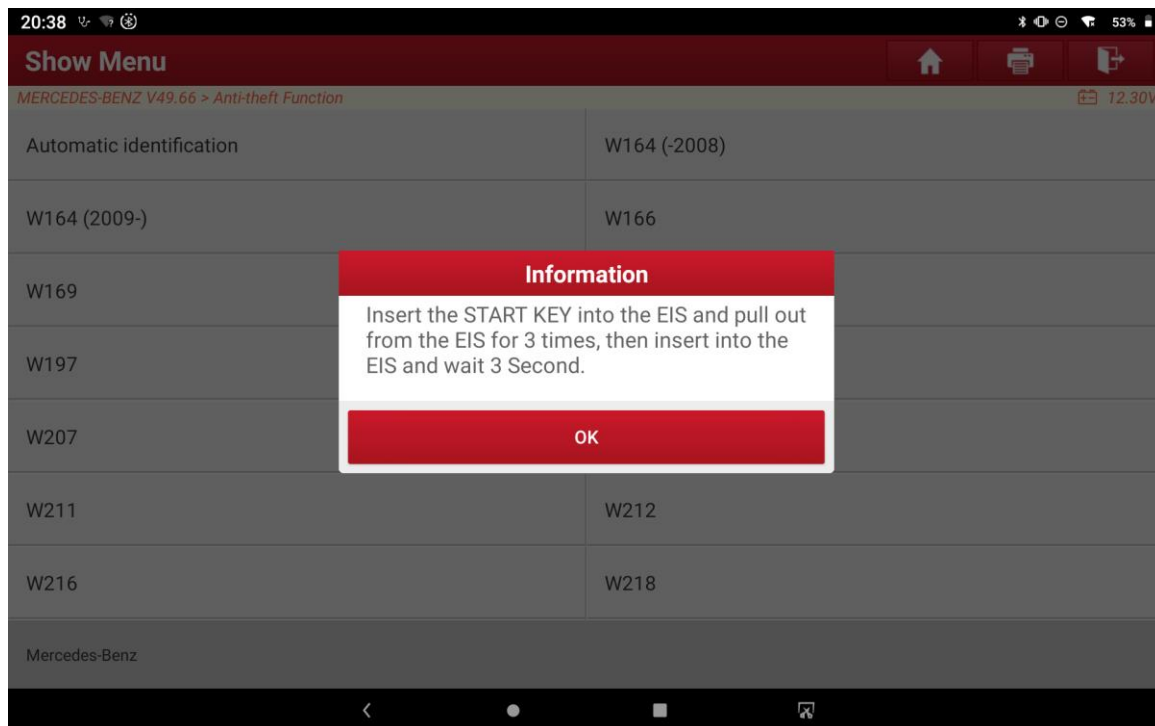 20:38
53%
Show Menu
MERCEDES-BENZ V49.66 > Anti-theft Function
12.30V
Automatic identification
W164 (-2008)
W164 (2009-)
W166
Information
W169
Insert the START KEY into the EIS and pull out
from the EIS for 3 times, then insert into the
EIS and wait 3 Second.
W197
W207
OK
W211
W212
W216
W218
Mercedes-Benz